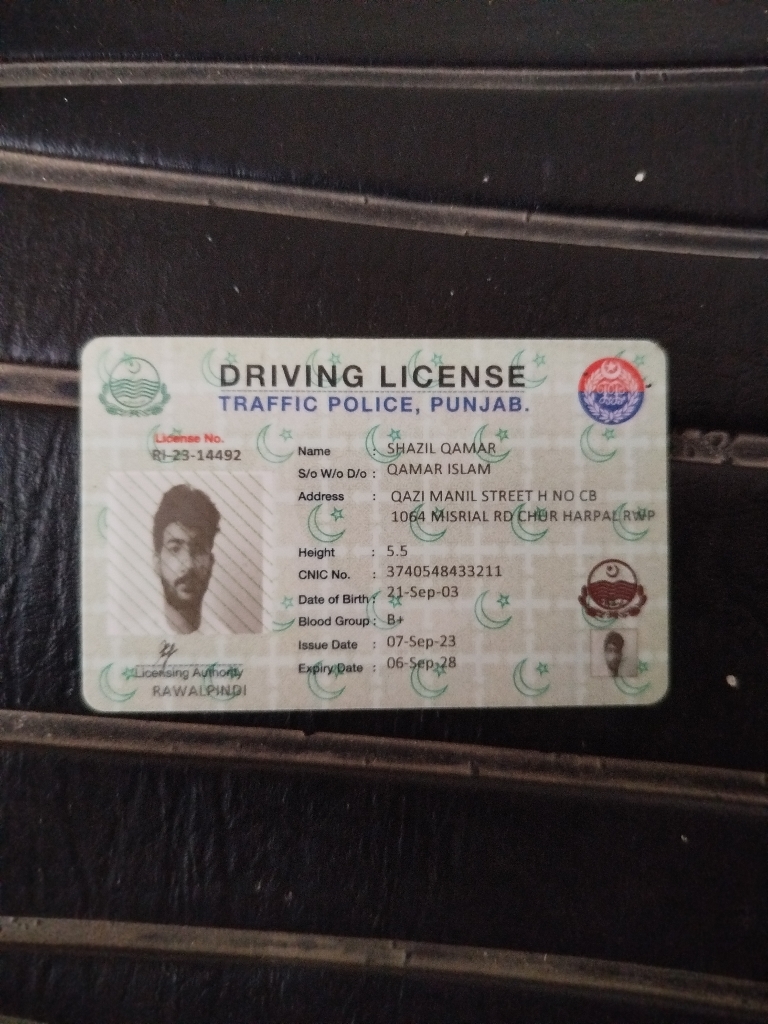 DRIVING LICENSE
TRAFFIC POLICE, PUNJAB.
License No.
RI-23-14492
Name : SHAZIL QAMAR
S/o W/o D/o : QAMAR ISLAM
Address : QAZI MANIL STREET H NO CB
1064 MISRIAL RD CHUR HARPAL RWP
Height : 5.5
CNIC No. : 3740548433211
Date of Birth : 21-Sep-03
Blood Group : B+
Issue Date : 07-Sep-23
Expiry Date : 06-Sep-28
Licensing Authority
RAWALPINDI